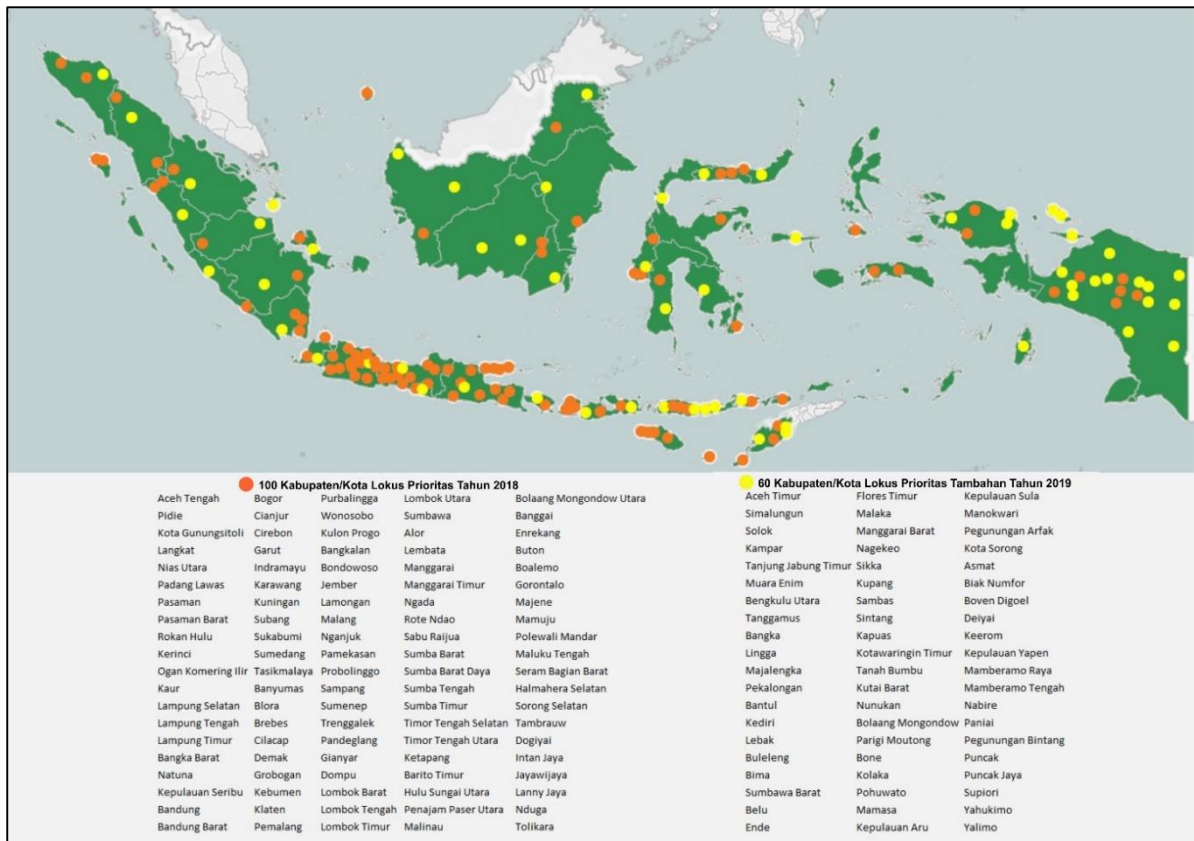 100 Kabupaten/Kota Lokus Prioritas Tahun 2018
Aceh Tengah Bogor Purbalingga Lombok Utara Bolaang Mongondow Utara
Pidie Cianjur Wonosobo Sumbawa Banggai
Kota Gunungsitoli Cirebon Kulon Progo Alor Enrekang
Langkat Garut Bangkalan Lembata Buton
Nias Utara Indramayu Bondowoso Manggarai Boalemo
Padang Lawas Karawang Jember Manggarai Timur Gorontalo
Pasaman Kuningan Lamongan Ngada Majene
Pasaman Barat Subang Malang Rote Ndao Mamuju
Rokan Hulu Sukabumi Nganjuk Sabu Raijua Polewali Mandar
Kerinci Sumedang Pamekasan Sumba Barat Maluku Tengah
Ogan Komering Ilir Tasikmalaya Probolinggo Sumba Barat Daya Seram Bagian Barat
Kaur Banyumas Sampang Sumba Tengah Halmahera Selatan
Lampung Selatan Blora Sumenep Sumba Timur Sorong Selatan
Lampung Tengah Brebes Trenggalek Timor Tengah Selatan Tambrauw
Lampung Timur Cilacap Pandeglang Timor Tengah Utara Dogiyai
Bangka Barat Demak Gianyar Ketapang Intan Jaya
Natuna Grobogan Dompu Barito Timur Jayawijaya
Kepulauan Seribu Kebumen Lombok Barat Hulu Sungai Utara Lanny Jaya
Bandung Klaten Lombok Tengah Penajam Paser Utara Nduga
Bandung Barat Pemalang Lombok Timur Malinau Tolikara
60 Kabupaten/Kota Lokus Prioritas Tambahan Tahun 2019
Aceh Timur Flores Timur Kepulauan Sula
Simalungun Malaka Manokwari
Solok Manggarai Barat Pegunungan Arfak
Kampar Nagekeo Kota Sorong
Tanjung Jabung Timur Sikka Asmat
Muara Enim Kupang Biak Numfor
Bengkulu Utara Sambas Boven Digoel
Tanggamus Sintang Deiyai
Bangka Kapuas Keerom
Lingga Kotawaringin Timur Kepulauan Yapen
Majalengka Tanah Bumbu Mamberamo Raya
Pekalongan Kutai Barat Mamberamo Tengah
Bantul Nunukan Nabire
Kediri Bolaang Mongondow Paniai
Lebak Parigi Moutong Pegunungan Bintang
Buleleng Bone Puncak
Bima Kolaka Puncak Jaya
Sumbawa Barat Pohuwato Supiori
Belu Mamasa Yahukimo
Ende Kepulauan Aru Yalimo